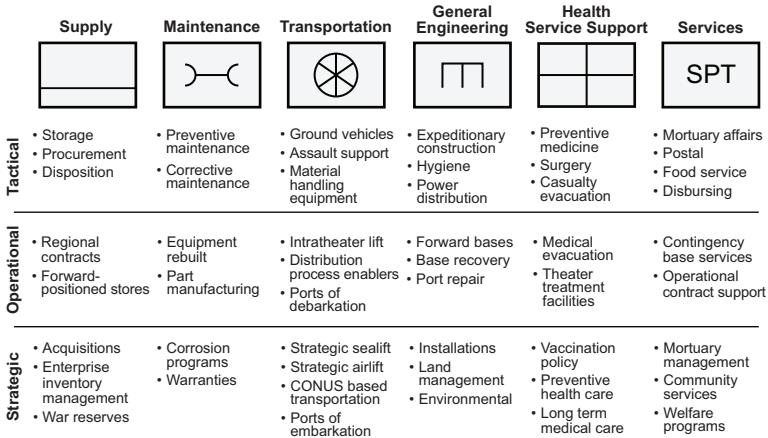 Supply
Maintenance
Transportation
General
Engineering
Health
Service Support
Services
SPT
Tactical
• Storage
• Procurement
• Disposition
• Preventive
maintenance
• Corrective
maintenance
• Ground vehicles
• Assault support
• Material
handling
equipment
• Expeditionary
construction
• Hygiene
• Power
distribution
• Preventive
medicine
• Surgery
• Casualty
evacuation
• Mortuary affairs
• Postal
• Food service
• Disbursing
Operational
• Regional
contracts
• Forward-
positioned stores
• Equipment
rebuilt
• Part
manufacturing
• Intratheater lift
• Distribution
process enablers
• Ports of
debarkation
• Forward bases
• Base recovery
• Port repair
• Medical
evacuation
• Theater
treatment
facilities
• Contingency
base services
• Operational
contract support
Strategic
• Acquisitions
• Enterprise
inventory
management
• War reserves
• Corrosion
programs
• Warranties
• Strategic sealift
• Strategic airlift
• CONUS based
transportation
• Ports of
embarkation
• Installations
• Land
management
• Environmental
• Vaccination
policy
• Preventive
health care
• Long term
medical care
• Mortuary
management
• Community
services
• Welfare
programs